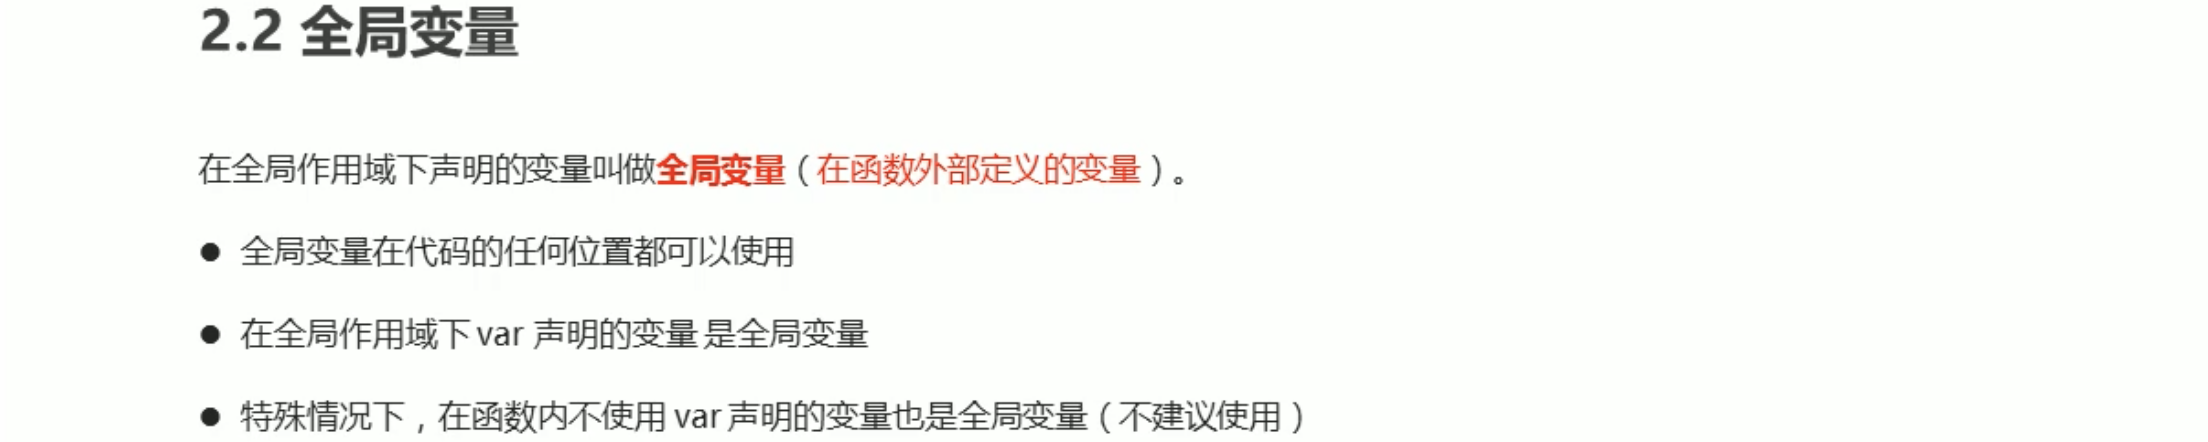 2.2 全局变量
在全局作用域下声明的变量叫做全局变量（在函数外部定义的变量）。
● 全局变量在代码的任何位置都可以使用
● 在全局作用域下 var 声明的变量 是全局变量
● 特殊情况下，在函数内不使用 var 声明的变量也是全局变量（不建议使用）